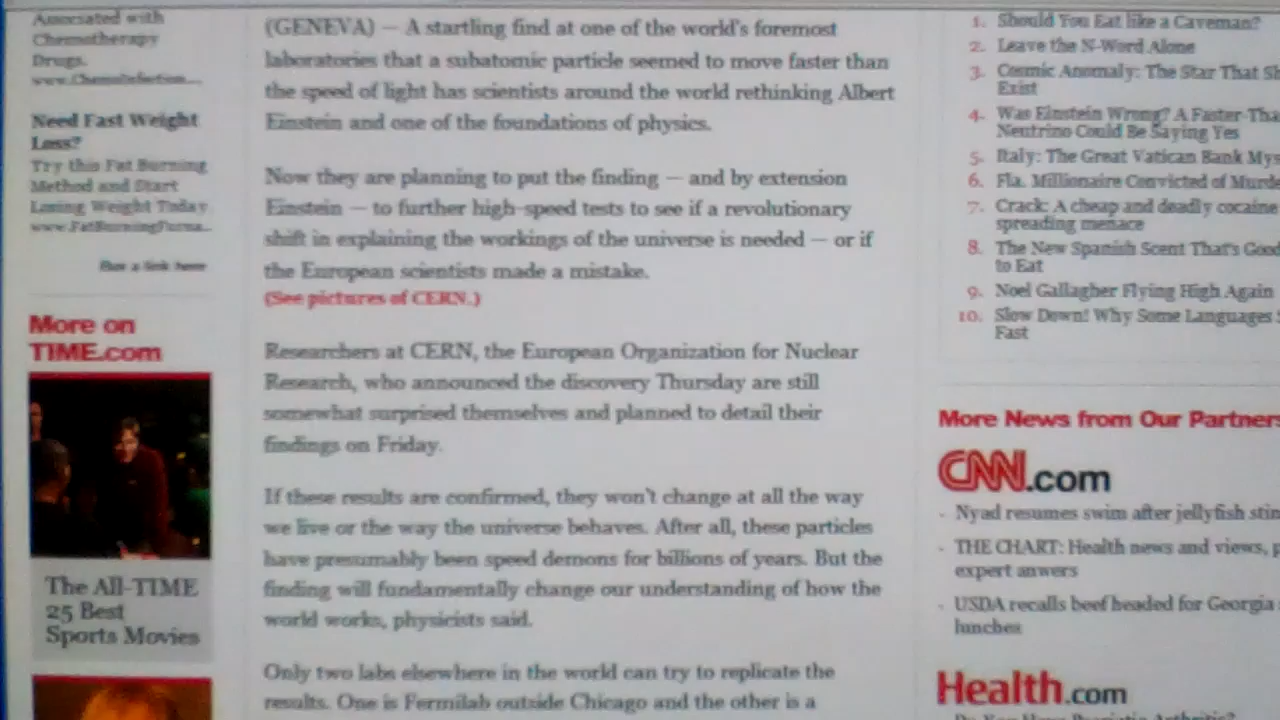 Associated with
Chemotherapy
Drugs.
Need Fast Weight
Loss?
Try this Fat Burning
Method and Start
Losing Weight Today
Buy a link here
More on
TIME.com
The All-TIME
25 Best
Sports Movies
(GENEVA) — A startling find at one of the world's foremost
laboratories that a subatomic particle seemed to move faster than
the speed of light has scientists around the world rethinking Albert
Einstein and one of the foundations of physics.
Now they are planning to put the finding — and by extension
Einstein — to further high-speed tests to see if a revolutionary
shift in explaining the workings of the universe is needed — or if
the European scientists made a mistake.
(See pictures of CERN.)
Researchers at CERN, the European Organization for Nuclear
Research, who announced the discovery Thursday are still
somewhat surprised themselves and planned to detail their
findings on Friday.
If these results are confirmed, they won't change at all the way
we live or the way the universe behaves. After all, these particles
have presumably been speed demons for billions of years. But the
finding will fundamentally change our understanding of how the
world works, physicists said.
Only two labs elsewhere in the world can try to replicate the
results. One is Fermilab outside Chicago and the other is a
1. Should You Eat like a Caveman?
2. Leave the N-Word Alone
3. Cosmic Anomaly: The Star That Sh
Exist
4. Was Einstein Wrong? A Faster-Tha
Neutrino Could Be Saying Yes
5. Italy: The Great Vatican Bank Mys
6. Fla. Millionaire Convicted of Murde
7. Crack: A cheap and deadly cocaine
spreading menace
8. The New Spanish Scent That's Good
to Eat
9. Noel Gallagher Flying High Again
10. Slow Down! Why Some Languages S
Fast
More News from Our Partners
CNN.com
- Nyad resumes swim after jellyfish stin
- THE CHART: Health news and views, p
expert anwers
- USDA recalls beef headed for Georgia
lunches
Health.com